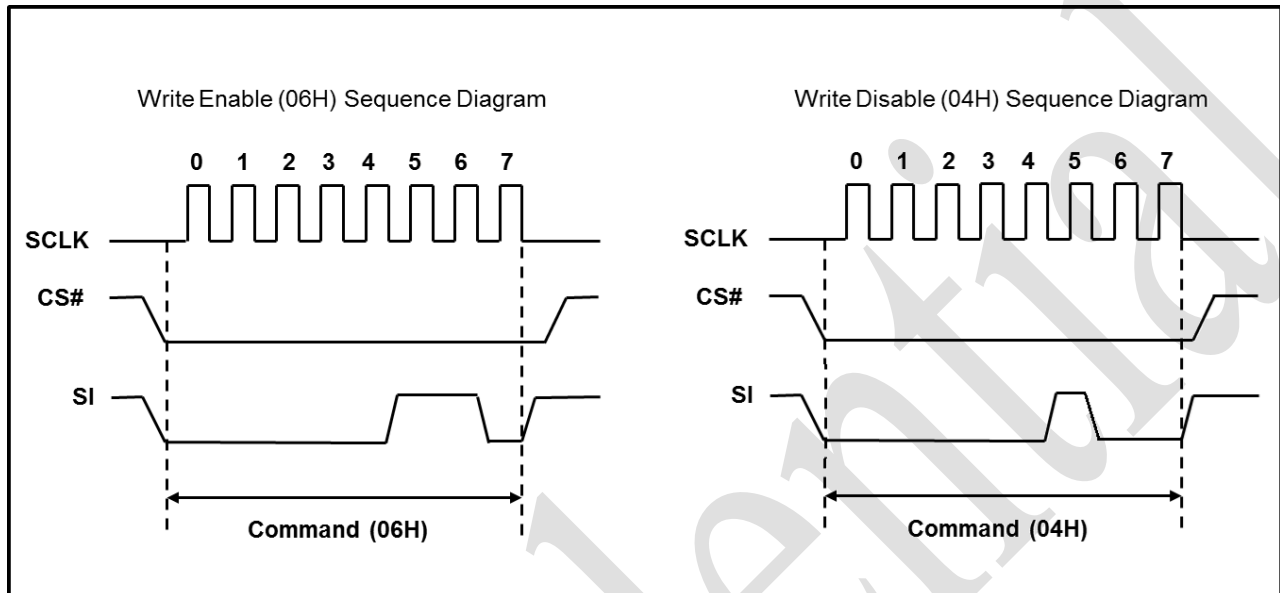 Write Enable (06H) Sequence Diagram
0 1 2 3 4 5 6 7
SCLK
CS#
SI
Command (06H)
Write Disable (04H) Sequence Diagram
0 1 2 3 4 5 6 7
SCLK
CS#
SI
Command (04H)